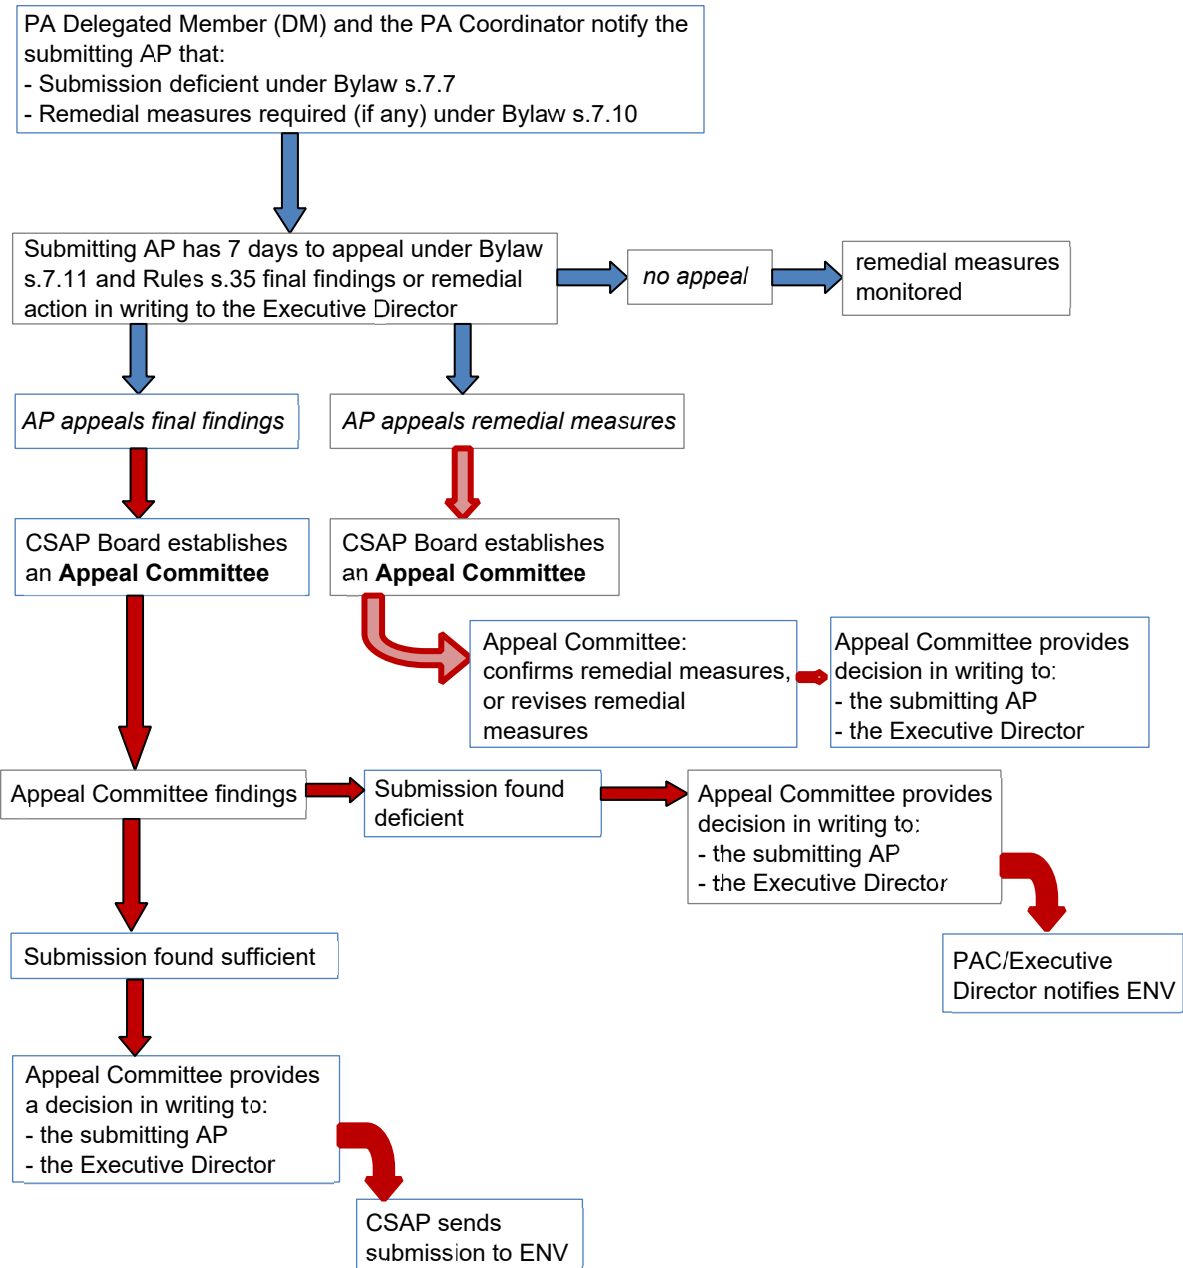 PA Delegated Member (DM) and the PA Coordinator notify the
submitting AP that:
- Submission deficient under Bylaw s.7.7
- Remedial measures required (if any) under Bylaw s.7.10
Submitting AP has 7 days to appeal under Bylaw
s.7.11 and Rules s.35 final findings or remedial
action in writing to the Executive Director
no appeal
remedial measures
monitored
AP appeals final findings
AP appeals remedial measures
CSAP Board establishes
an Appeal Committee
CSAP Board establishes
an Appeal Committee
Appeal Committee:
confirms remedial measures,
or revises remedial
measures
Appeal Committee provides
decision in writing to:
- the submitting AP
- the Executive Director
Appeal Committee findings
Submission found
deficient
Appeal Committee provides
decision in writing to:
- the submitting AP
- the Executive Director
PAC/Executive
Director notifies ENV
Submission found sufficient
Appeal Committee provides
a decision in writing to:
- the submitting AP
- the Executive Director
CSAP sends
submission to ENV